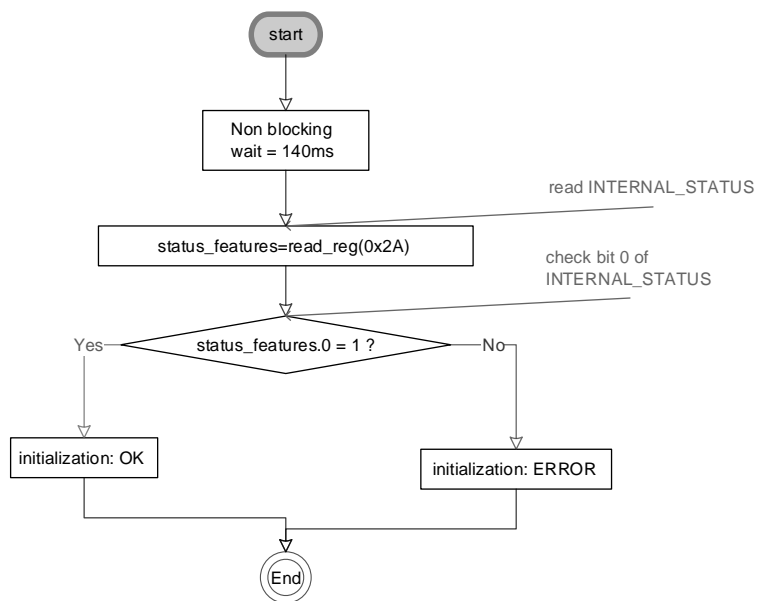 start
Non blocking
wait = 140ms
read INTERNAL_STATUS
status_features=read_reg(0x2A)
check bit 0 of
INTERNAL_STATUS
Yes
status_features.0 = 1 ?
No
initialization: OK
initialization: ERROR
End